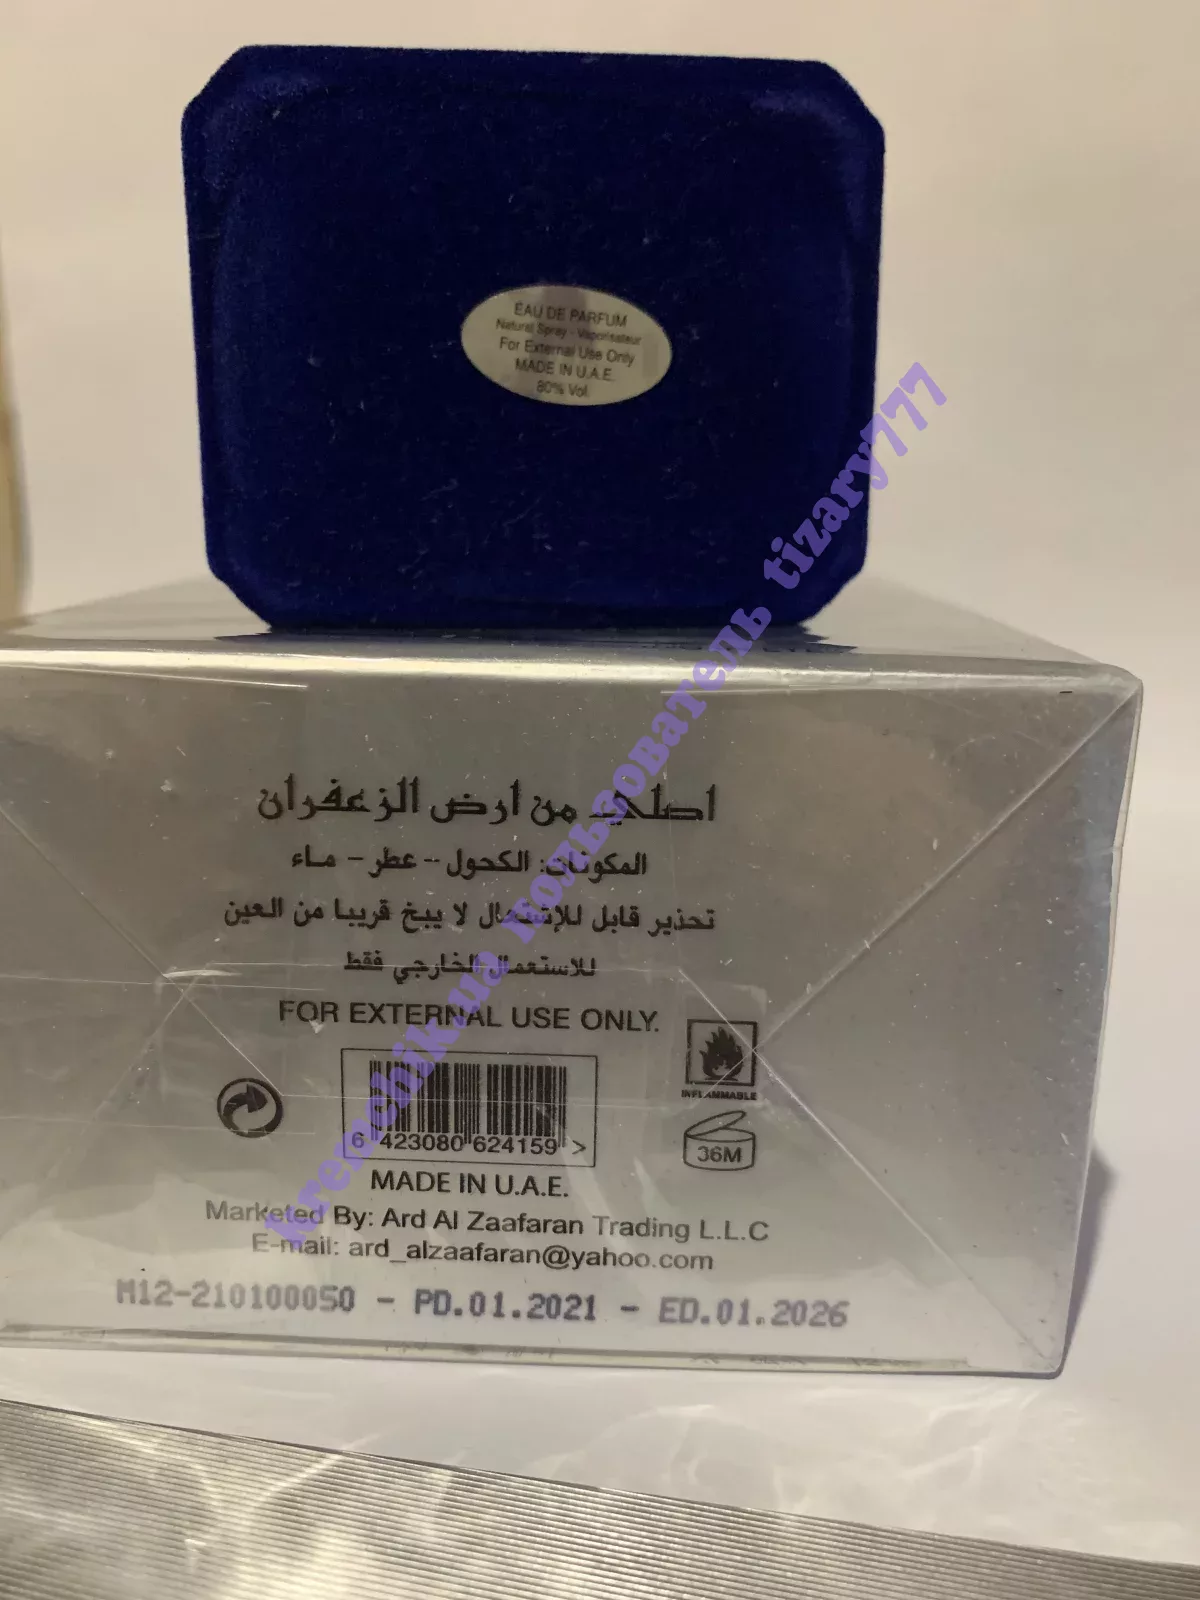 EAU DE PARFUM
Natural Spray - Vaporisateur
For External Use Only
MADE IN U.A.E.
80% Vol.
اصلي من ارض الزعفران
المكونات: الكحول - عطر - ماء
تحذير قابل للإشتعال لا يبخ قريبا من العين
للاستعمال الخارجي فقط
FOR EXTERNAL USE ONLY.
INFLAMMABLE
6 423080 624159 >
36M
MADE IN U.A.E.
Marketed By: Ard Al Zaafaran Trading L.L.C
E-mail: ard_alzaafaran@yahoo.com
M12-210100050 - PD.01.2021 - ED.01.2026
kremchik.ua пользователь tizary777